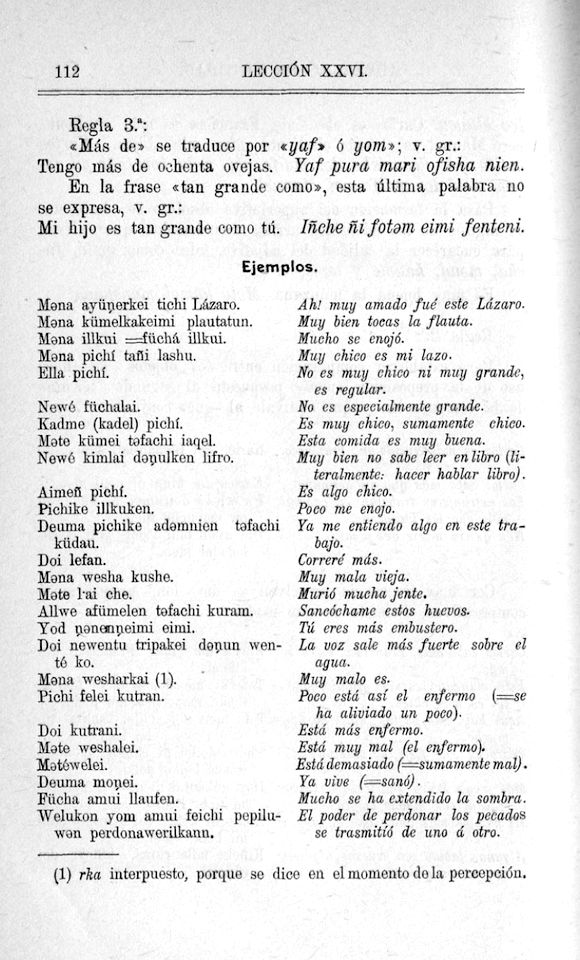 112 LECCIÓN XXVI.
Regla 3.ª:
«Más de» se traduce por «yaf» ó yom»; v. gr.:
Tengo más de ochenta ovejas. Yaf pura mari ofisha nien.
En la frase «tan grande como», esta última palabra no
se expresa, v. gr.:
Mi hijo es tan grande como tú. Iñche ñi fotəm eimi fenteni.
Ejemplos.
Məna ayüŋerkei tichi Lázaro. Ah! muy amado fué este Lázaro.
Məna kümelkakeimi plautatun. Muy bien tocas la flauta.
Məna illkui =füchá illkui. Mucho se enojó.
Məna pichí tañi lashu. Muy chico es mi lazo.
Ella pichí. No es muy chico ni muy grande,
es regular.
Newé füchalai. No es especialmente grande.
Kadme (kadel) pichí. Es muy chico, sumamente chico.
Məte kümei təfachi iaqel. Esta comida es muy buena.
Newé kimlai dəŋulken lifro. Muy bien no sabe leer en libro (li-
teralmente: hacer hablar libro).
Aimeñ pichí. Es algo chico.
Pichike illkuken. Poco me enojo.
Deuma pichike adəmnien təfachi Ya me entiendo algo en este tra-
küdau. bajo.
Doi lefan. Correré más.
Məna wesha kushe. Muy mala vieja.
Məte l·ai che. Murió mucha jente.
Allwe afümelen təfachi kuram. Sancóchame estos huevos.
Yod ŋənenŋeimi eimi. Tú eres más embustero.
Doi newentu tripakei dəŋun wen- La voz sale más fuerte sobre el
té ko. agua.
Məna wesharkai (1). Muy malo es.
Pichi felei kutran. Poco está así el enfermo (=se
ha aliviado un poco).
Doi kutrani. Está más enfermo.
Məte weshalei. Está muy mal (el enfermo).
Mətéwelei. Está demasiado (=sumamente mal).
Deuma moŋei. Ya vive (=sanó).
Fücha amui llaufen. Mucho se ha extendido la sombra.
Welukon yom amui feichi pepilu- El poder de perdonar los pecados
wən perdonawerilkann. se trasmitió de uno á otro.
(1) rka interpuesto, porque se dice en el momento de la percepción.